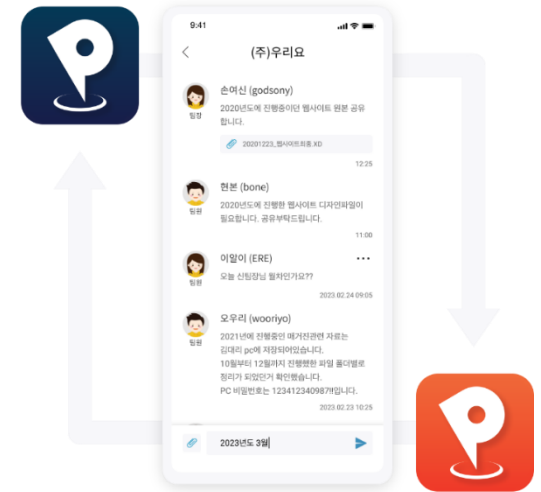 9:41
(주)우리요
손여신 (godsony)
팀장
2020년도에 진행중이던 웹사이트 원본 공유
합니다.
20201223_웹사이트최종.XD
12:25
현본 (bone)
팀원
2020년도에 진행한 웹사이트 디자인파일이
필요합니다. 공유부탁드립니다.
11:00
이알이 (ERE)
팀원
오늘 신팀장님 월차인가요??
2023.02.24 09:05
오우리 (wooriyo)
팀원
2021년에 진행중인 매거진관련 자료는
김대리 pc에 저장되어있습니다.
10월부터 12월까지 진행했한 파일 폴더별로
정리가 되었던거 확인했습니다.
PC 비밀번호는 123412340987!!입니다.
2023.02.23 10:25
2023년도 3월